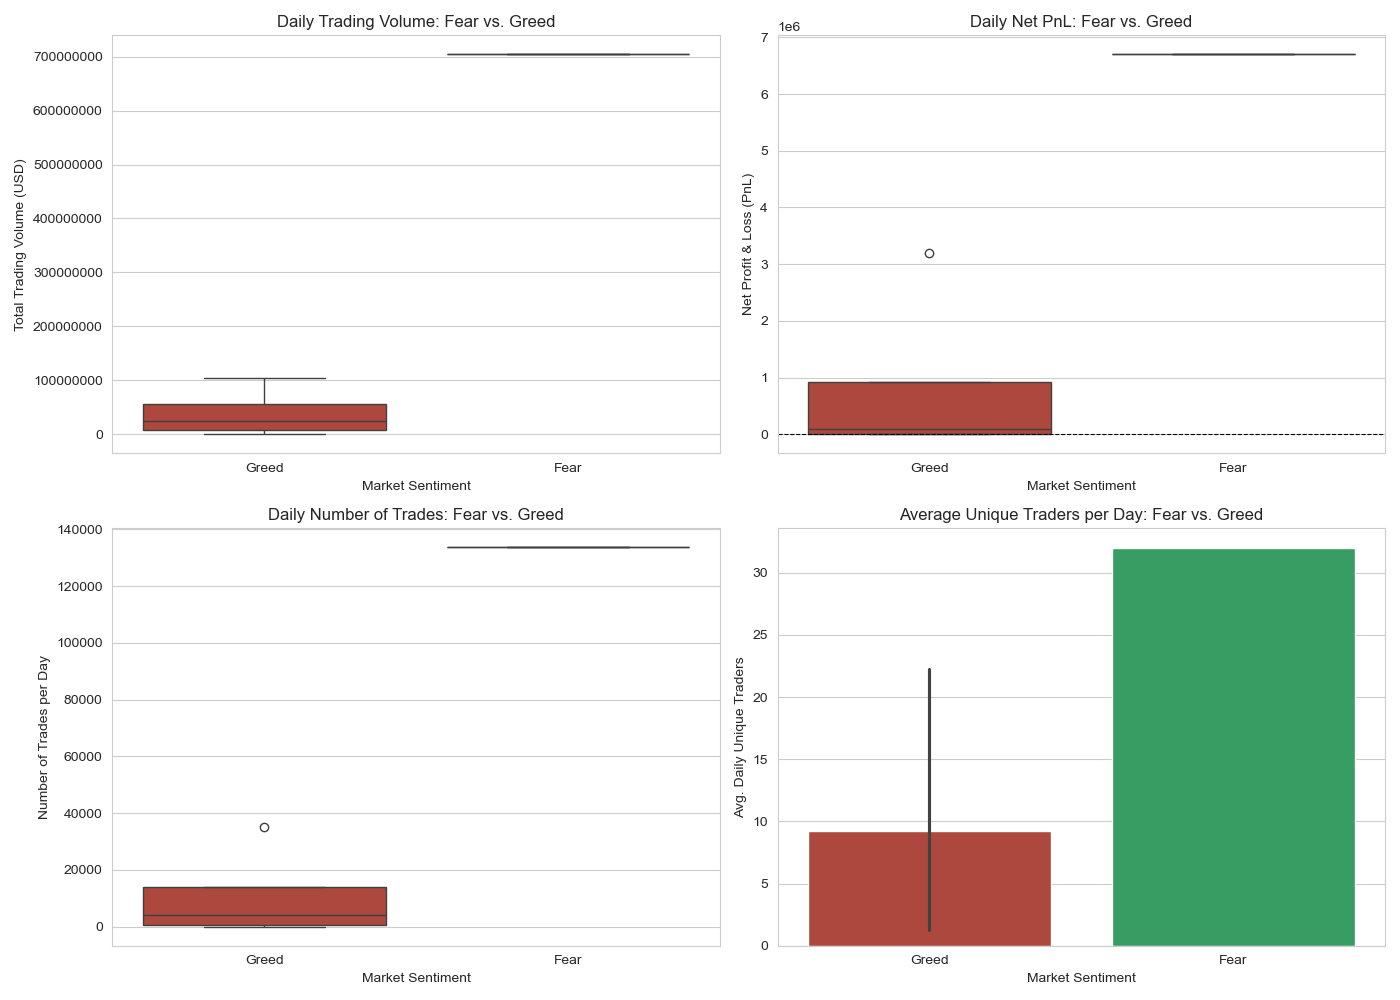 Daily Trading Volume: Fear vs. Greed
Total Trading Volume (USD)
700000000
600000000
500000000
400000000
300000000
200000000
100000000
0
Greed
Fear
Market Sentiment
Daily Net PnL: Fear vs. Greed
1e6
Net Profit & Loss (PnL)
7
6
5
4
3
2
1
0
Greed
Fear
Market Sentiment
Daily Number of Trades: Fear vs. Greed
Number of Trades per Day
140000
120000
100000
80000
60000
40000
20000
0
Greed
Fear
Market Sentiment
Average Unique Traders per Day: Fear vs. Greed
Avg. Daily Unique Traders
30
25
20
15
10
5
0
Greed
Fear
Market Sentiment